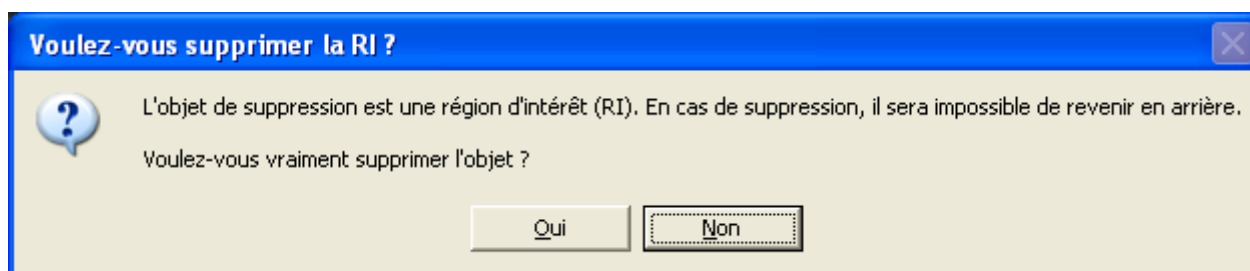 Voulez-vous supprimer la RI ?
L'objet de suppression est une région d'intérêt (RI). En cas de suppression, il sera impossible de revenir en arrière.
Voulez-vous vraiment supprimer l'objet ?
Oui Non